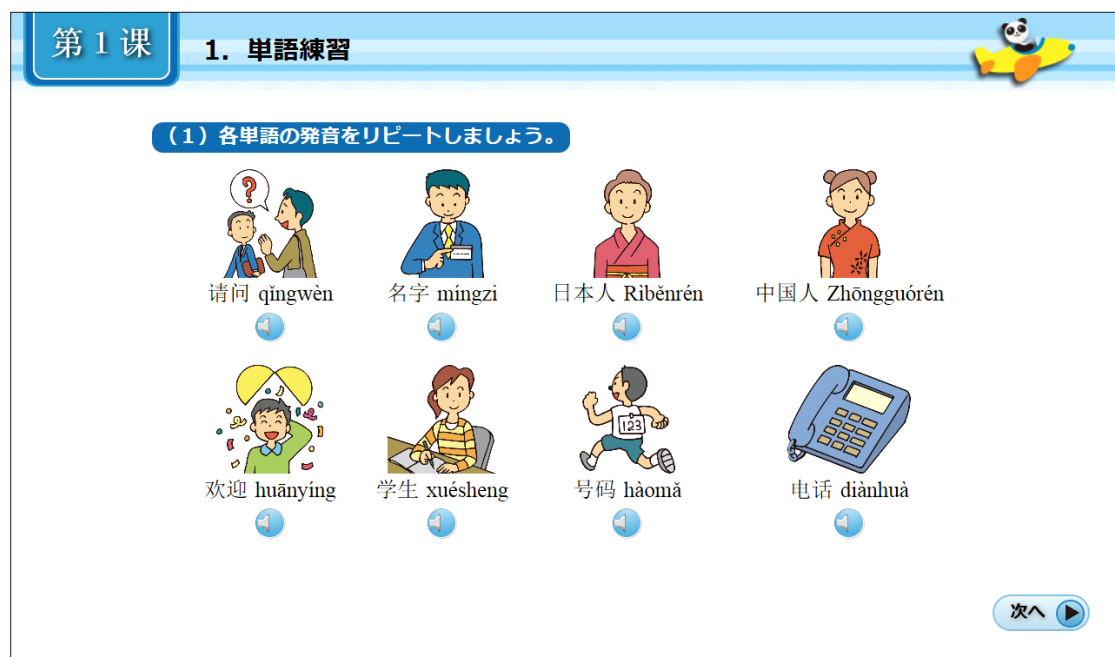 第1课
1. 単語練習
（1）各単語の発音をリピートしましょう。
?
请问 qǐngwèn
名字 míngzi
日本人 Rìběnrén
中国人 Zhōngguórén
欢迎 huānyíng
学生 xuésheng
123
号码 hàomǎ
电话 diànhuà
次へ